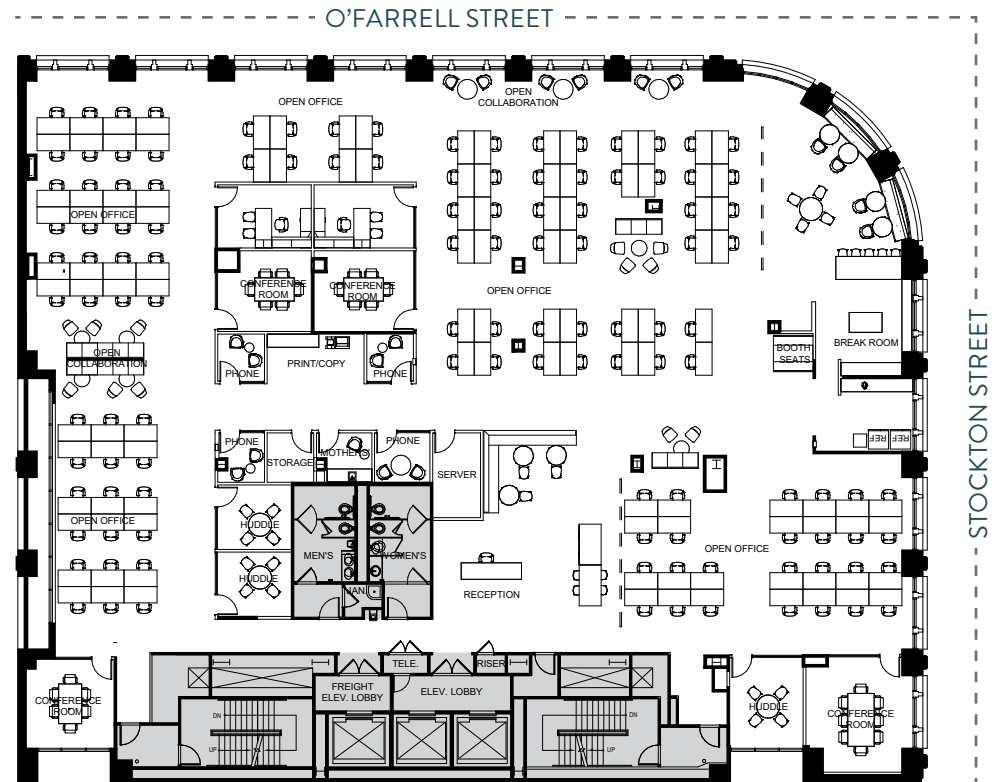 O'FARRELL STREET
OPEN OFFICE
OPEN
COLLABORATION
OPEN OFFICE
CONFERENCE
ROOM
CONFERENCE
ROOM
OPEN OFFICE
STOCKTON STREET
OPEN
COLLABORATION
PHONE
PRINT/COPY
PHONE
BOOTH
SEATS
BREAK ROOM
PHONE
STORAGE
MOTHERS
PHONE
SERVER
REF
REF
OPEN OFFICE
HUDDLE
MEN'S
WOMEN'S
OPEN OFFICE
HUDDLE
JAN.
RECEPTION
TELE.
RISER
FREIGHT
ELEV. LOBBY
ELEV. LOBBY
CONFERENCE
ROOM
DN
UP
DN
UP
HUDDLE
CONFERENCE
ROOM